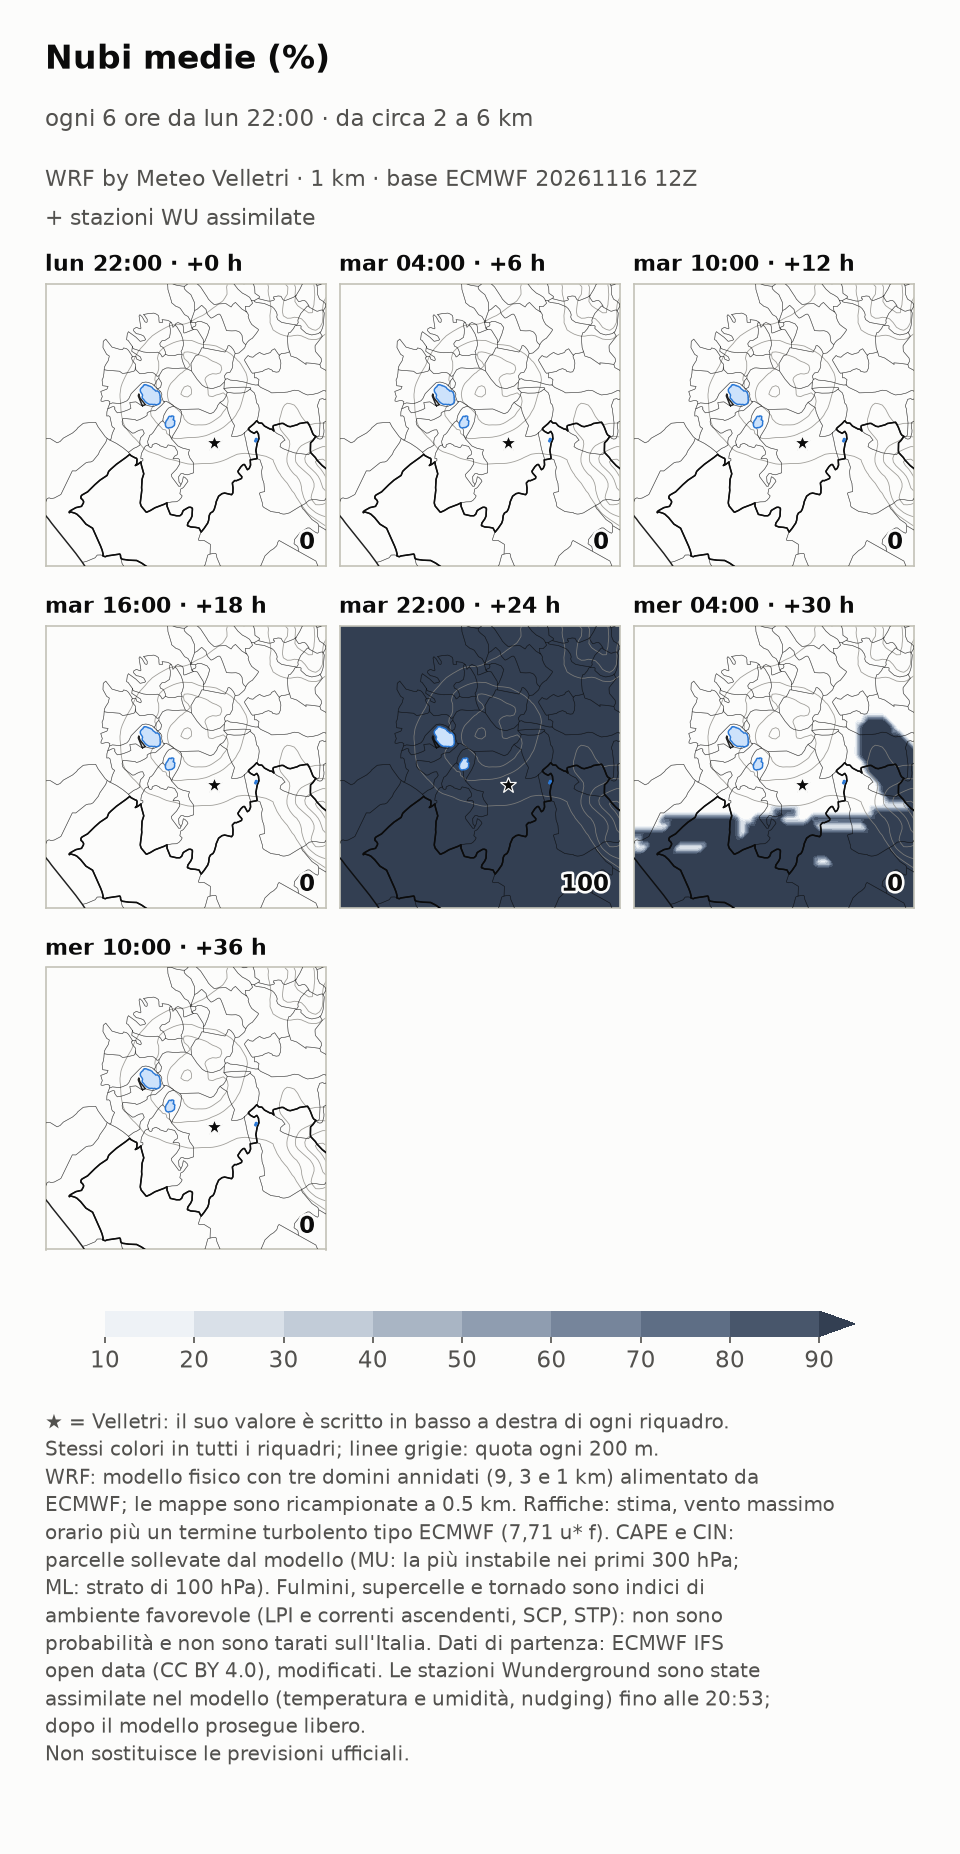 Nubi medie (%)
ogni 6 ore da lun 22:00 · da circa 2 a 6 km
WRF by Meteo Velletri · 1 km · base ECMWF 20261116 12Z
+ stazioni WU assimilate
lun 22:00 · +0 h
mar 04:00 · +6 h
mar 10:00 · +12 h
0
0
0
mar 16:00 · +18 h
mar 22:00 · +24 h
mer 04:00 · +30 h
0
100
0
mer 10:00 · +36 h
0
10 20 30 40 50 60 70 80 90
★ = Velletri: il suo valore è scritto in basso a destra di ogni riquadro.
Stessi colori in tutti i riquadri; linee grigie: quota ogni 200 m.
WRF: modello fisico con tre domini annidati (9, 3 e 1 km) alimentato da
ECMWF; le mappe sono ricampionate a 0.5 km. Raffiche: stima, vento massimo
orario più un termine turbolento tipo ECMWF (7,71 u* f). CAPE e CIN:
parcelle sollevate dal modello (MU: la più instabile nei primi 300 hPa;
ML: strato di 100 hPa). Fulmini, supercelle e tornado sono indici di
ambiente favorevole (LPI e correnti ascendenti, SCP, STP): non sono
probabilità e non sono tarati sull'Italia. Dati di partenza: ECMWF IFS
open data (CC BY 4.0), modificati. Le stazioni Wunderground sono state
assimilate nel modello (temperatura e umidità, nudging) fino alle 20:53;
dopo il modello prosegue libero.
Non sostituisce le previsioni ufficiali.